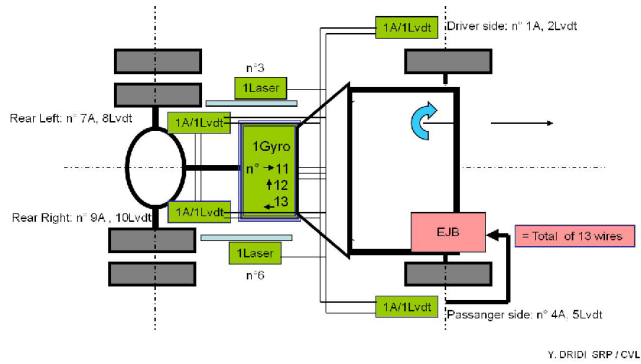 1A/1Lvdt
Driver side: n° 1A, 2Lvdt
n°3
1Laser
Rear Left: n° 7A, 8Lvdt
1A/1Lvdt
1Gyro
n° → 11
↑ 12
← 13
Rear Right: n° 9A , 10Lvdt
1A/1Lvdt
EJB
= Total of 13 wires
1Laser
n°6
1A/1Lvdt
Passanger side: n° 4A, 5Lvdt
Y. DRIDI SRP / CVL